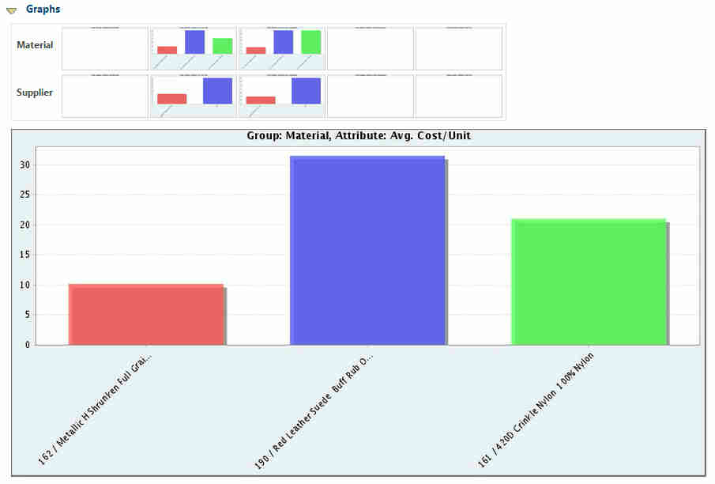 Graphs
Material
Supplier
Group: Material, Attribute: Avg. Cost/Unit
30
25
20
15
10
5
0
162 / Metallic H Shrunken Full Grai...
190 / Red Leather Suede Buff Rub O...
161 / 420D Crinkle Nylon 100% Nylon